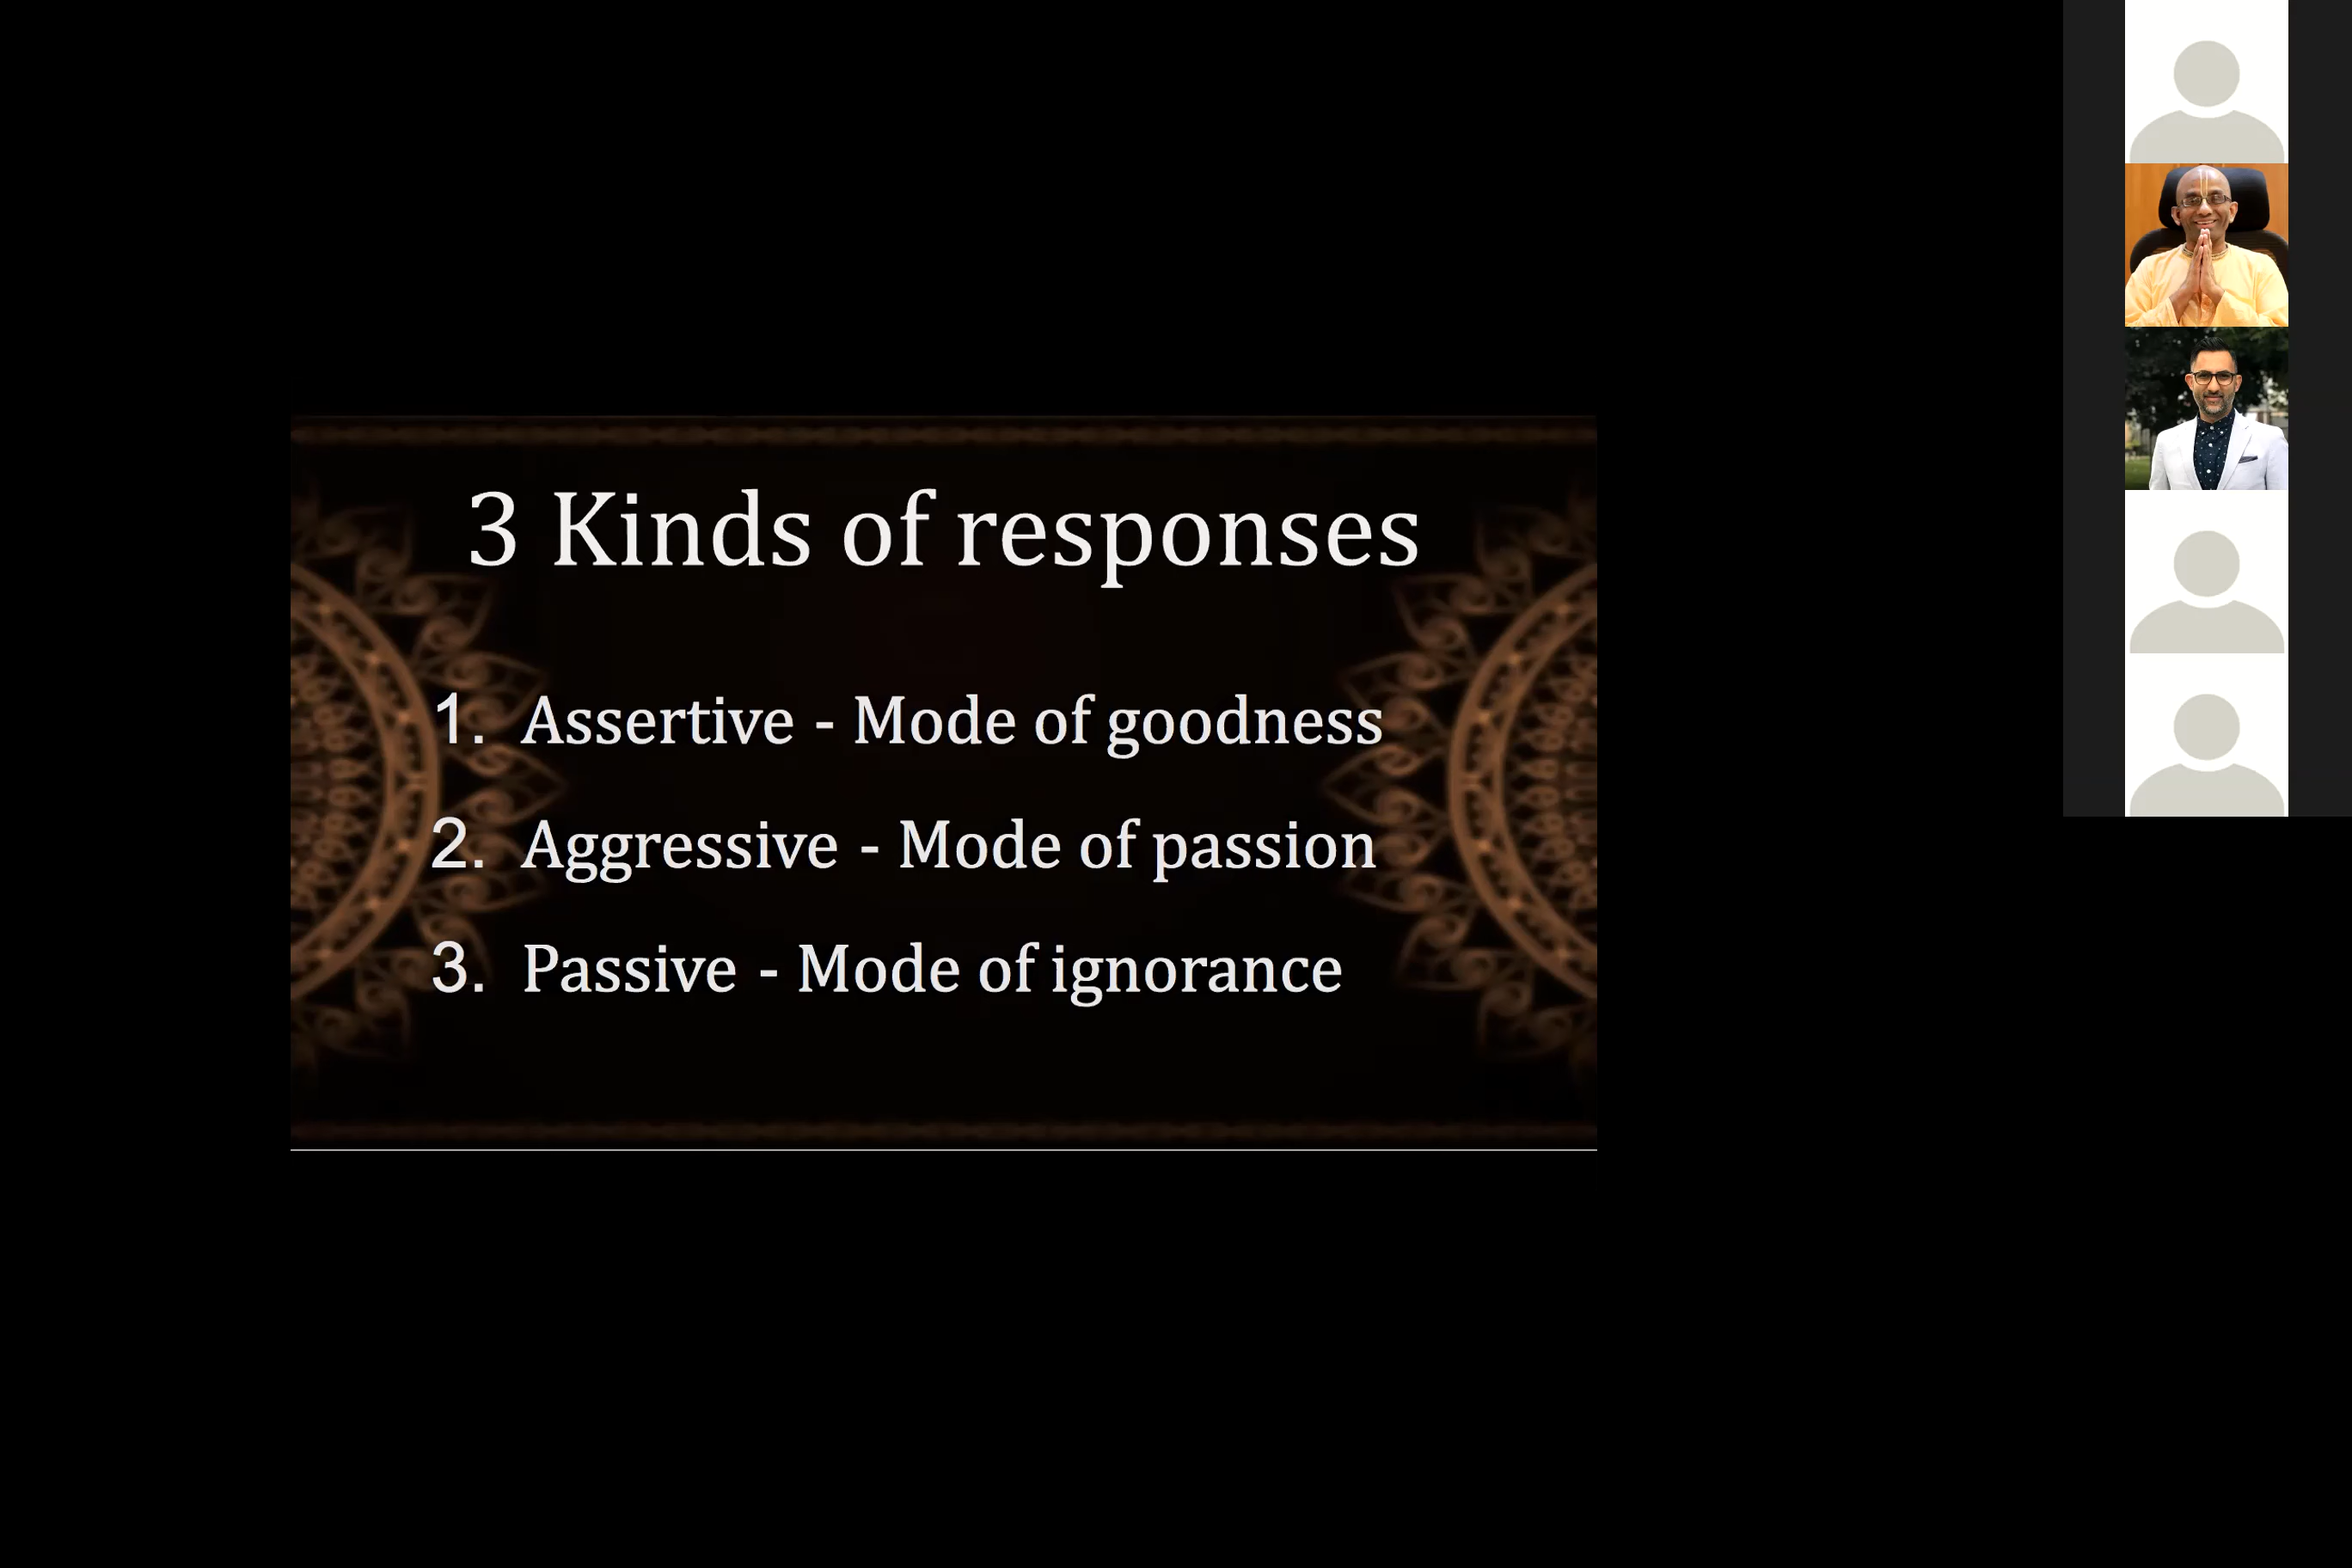 3 Kinds of responses
1. Assertive - Mode of goodness
2. Aggressive - Mode of passion
3. Passive - Mode of ignorance